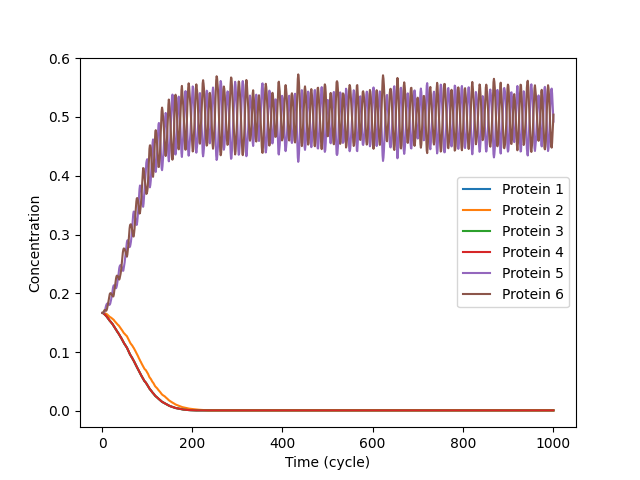 0.6
0.5
0.4
0.3
0.2
0.1
0.0
Concentration
Protein 1
Protein 2
Protein 3
Protein 4
Protein 5
Protein 6
0 200 400 600 800 1000
Time (cycle)